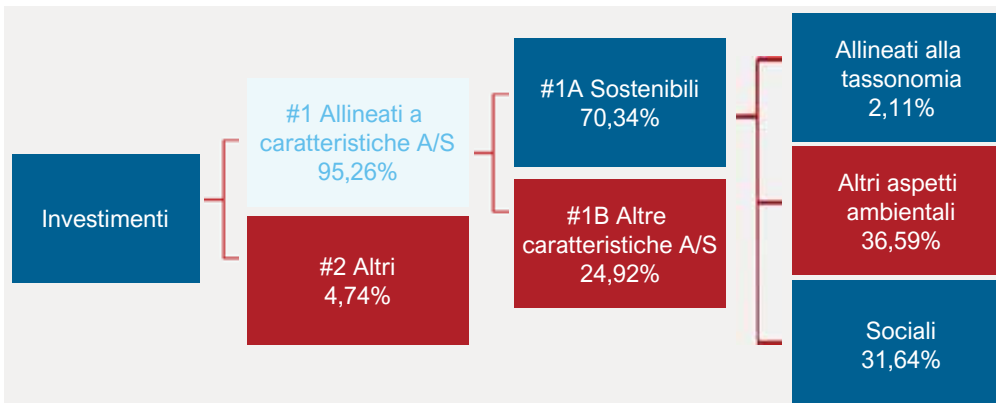 Investimenti
#1 Allineati a
caratteristiche A/S
95,26%
#2 Altri
4,74%
#1A Sostenibili
70,34%
#1B Altre
caratteristiche A/S
24,92%
Allineati alla
tassonomia
2,11%
Altri aspetti
ambientali
36,59%
Sociali
31,64%